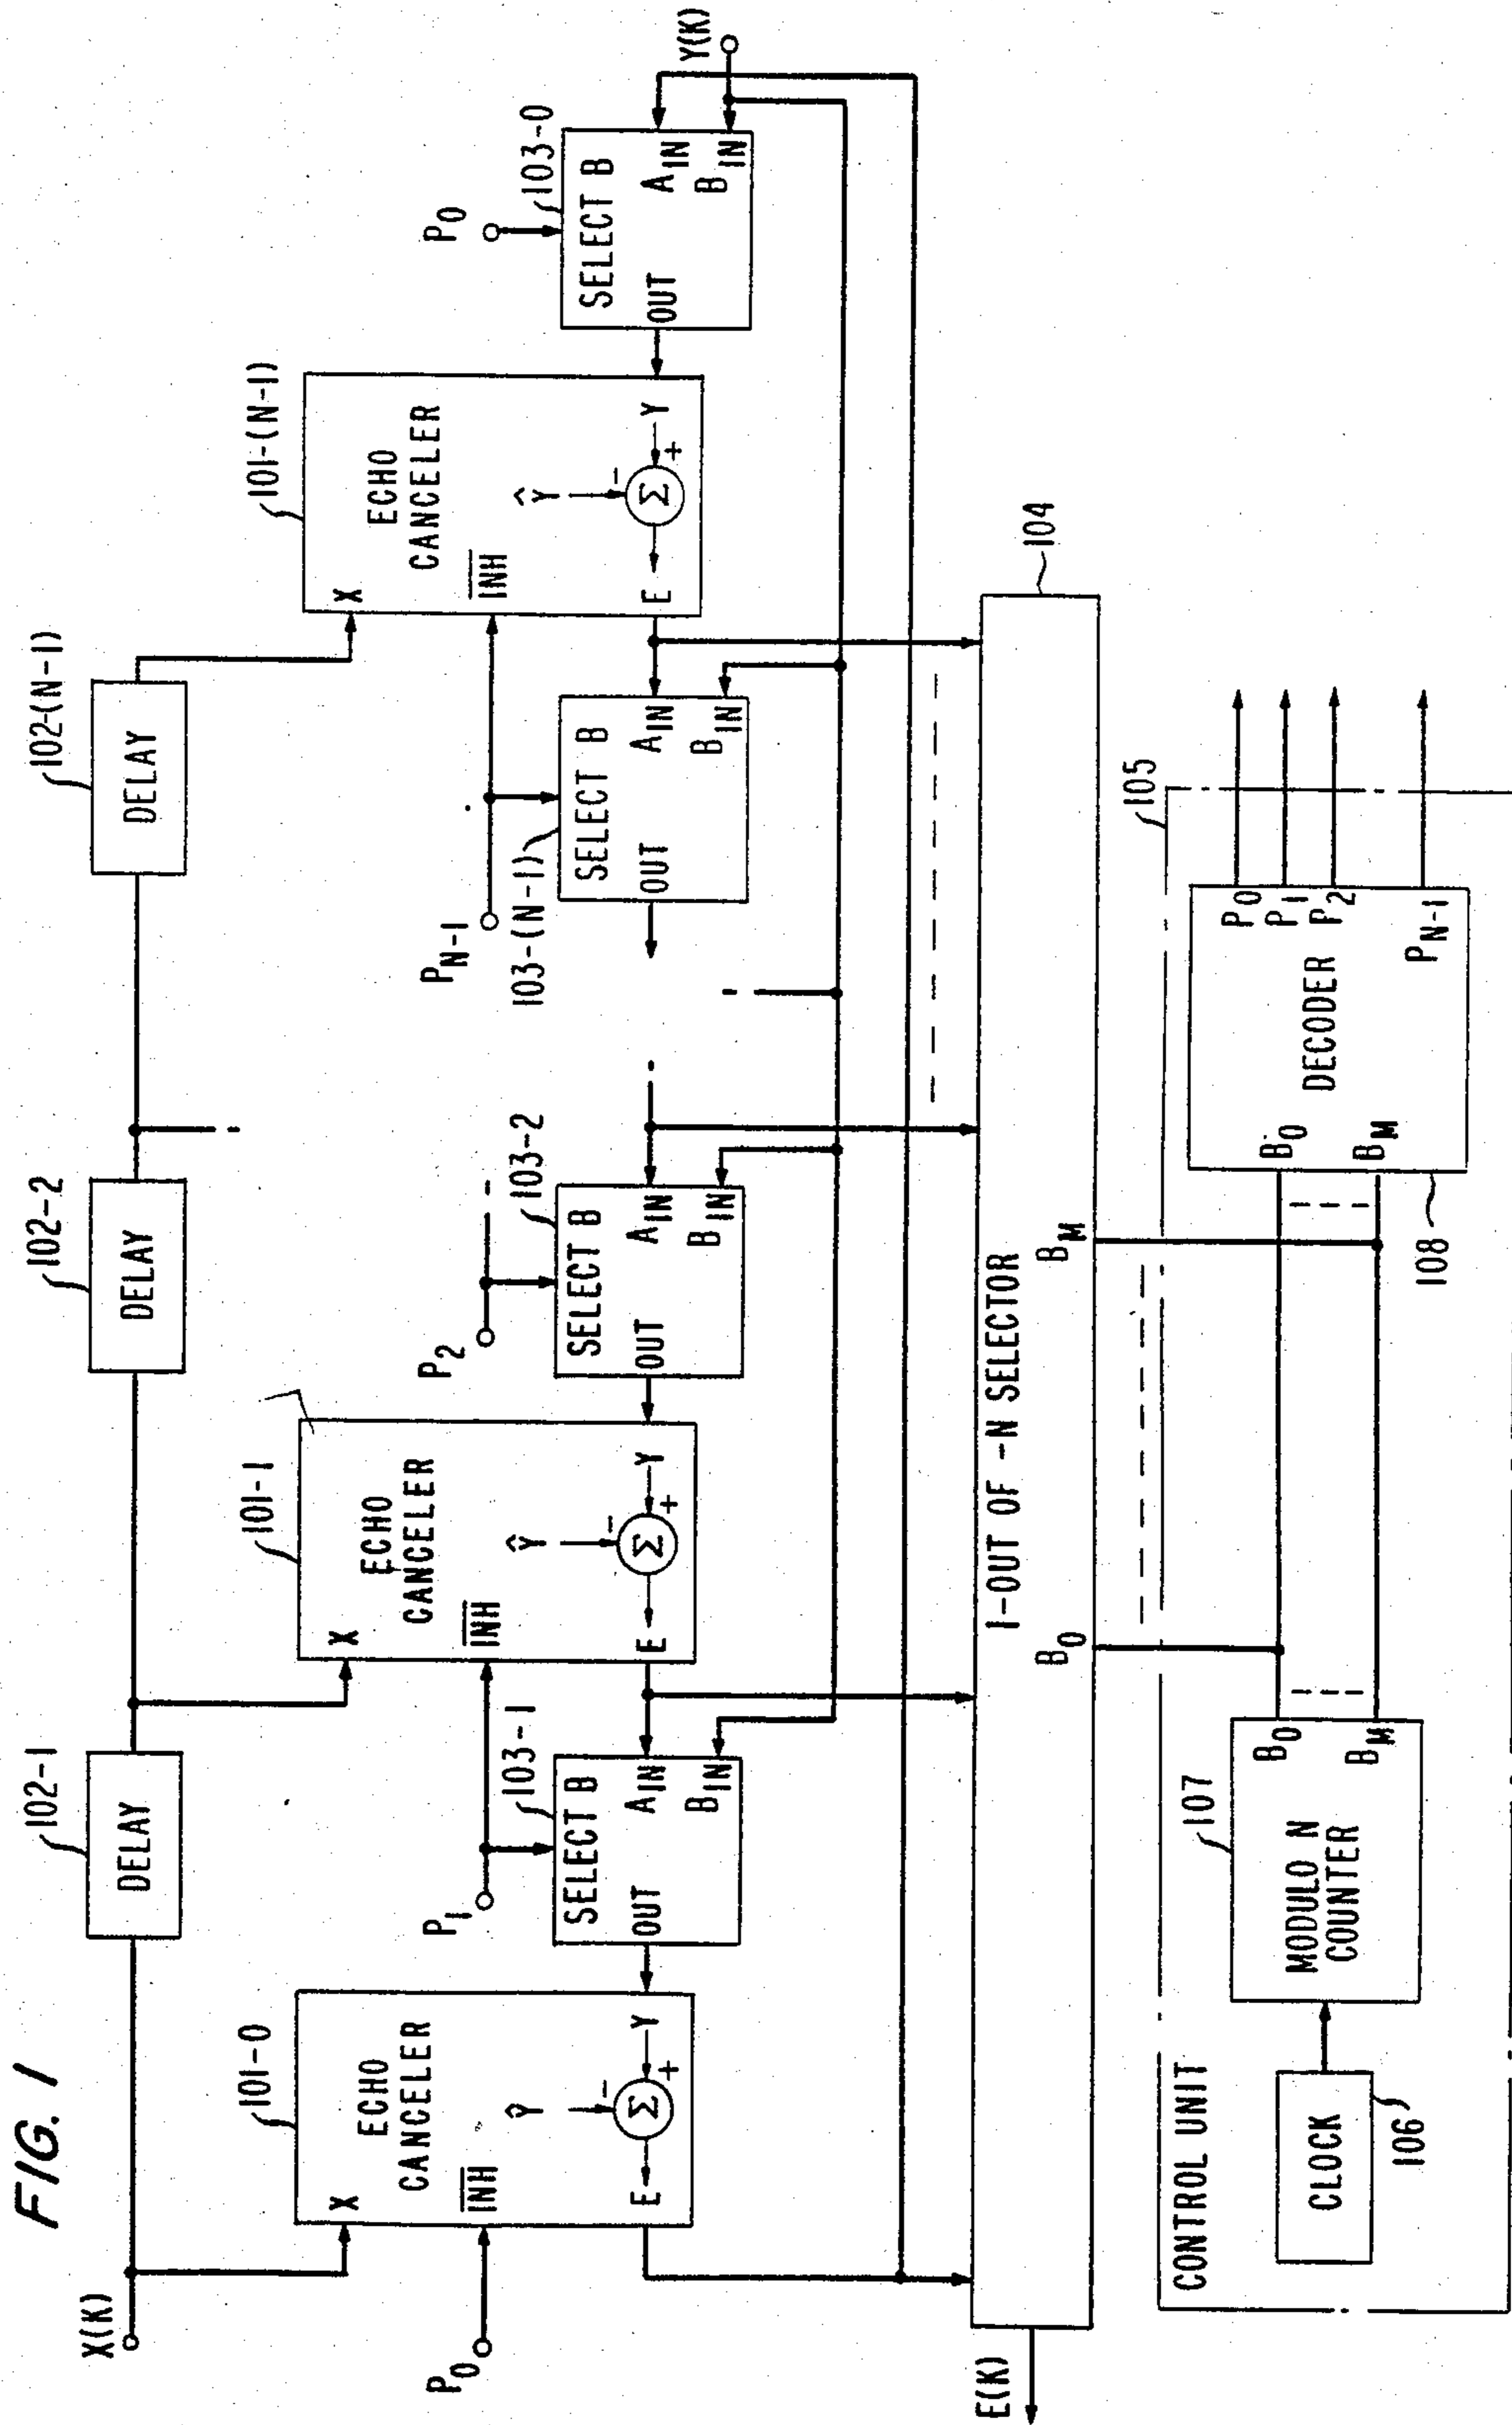 FIG. 1
X(K)
102-1
DELAY
102-2
DELAY
102-(N-1)
DELAY
101-0
ECHO
CANCELER
X
INH
Ŷ
-
Σ
+
E
Y
P0
P1
103-1
SELECT B
OUT
AIN
BIN
101-1
ECHO
CANCELER
X
INH
Ŷ
-
Σ
+
E
Y
P2
103-2
SELECT B
OUT
AIN
BIN
PN-1
103-(N-1)
SELECT B
OUT
AIN
BIN
101-(N-1)
ECHO
CANCELER
X
INH
Ŷ
-
Σ
+
E
Y
P0
103-0
SELECT B
OUT
AIN
BIN
Y(K)
E(K)
1-OUT OF -N SELECTOR
104
B0
BM
CONTROL UNIT
105
CLOCK
106
MODULO N
COUNTER
107
B0
BM
DECODER
108
B0
BM
P0
P1
P2
PN-1